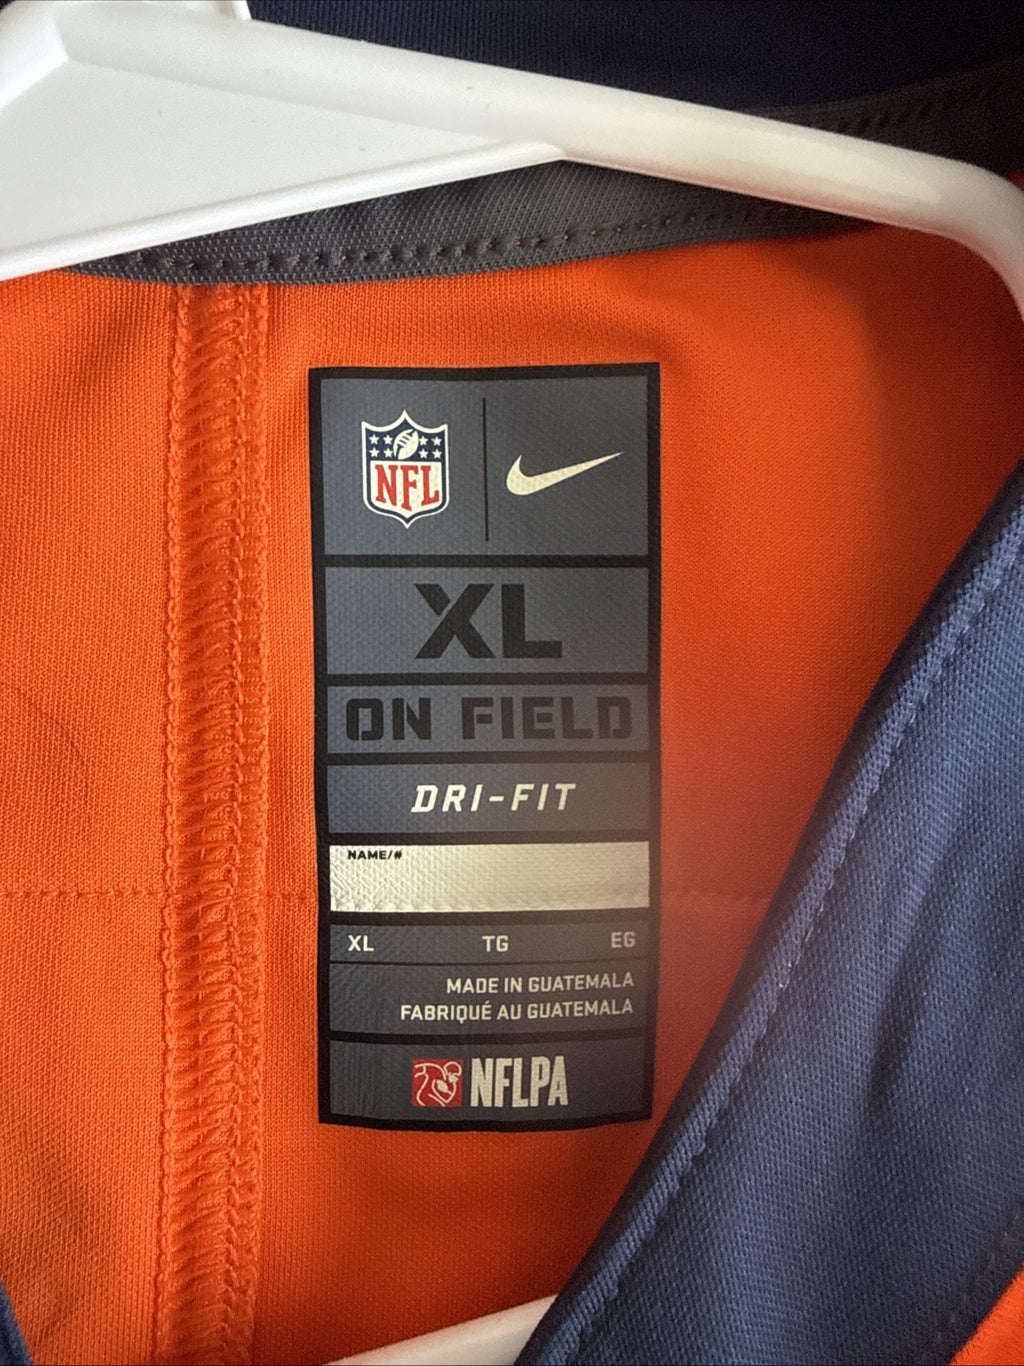 NFL
XL
ON FIELD
DRI-FIT
NAME/#
XL TG EG
MADE IN GUATEMALA
FABRIQUÉ AU GUATEMALA
NFLPA